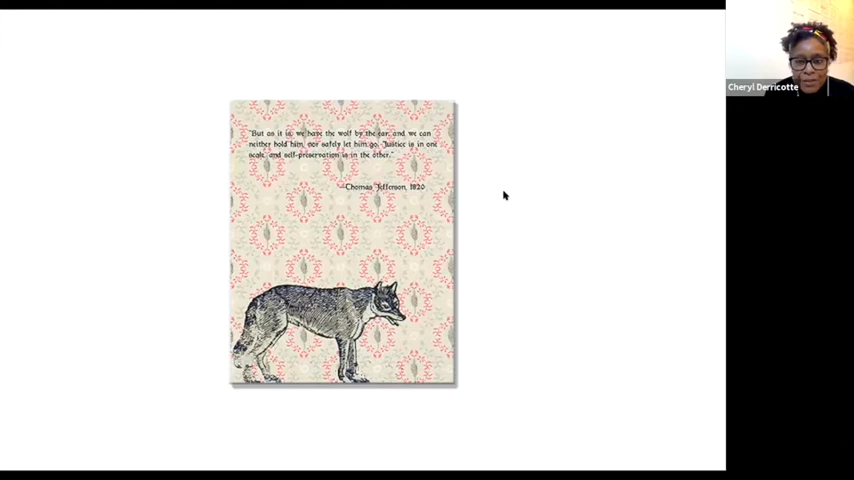 "But as it is, we have the wolf by the ear, and we can
neither hold him, nor safely let him go. Justice is in one
scale, and self-preservation is in the other."
—Thomas Jefferson, 1820
Cheryl Derricotte